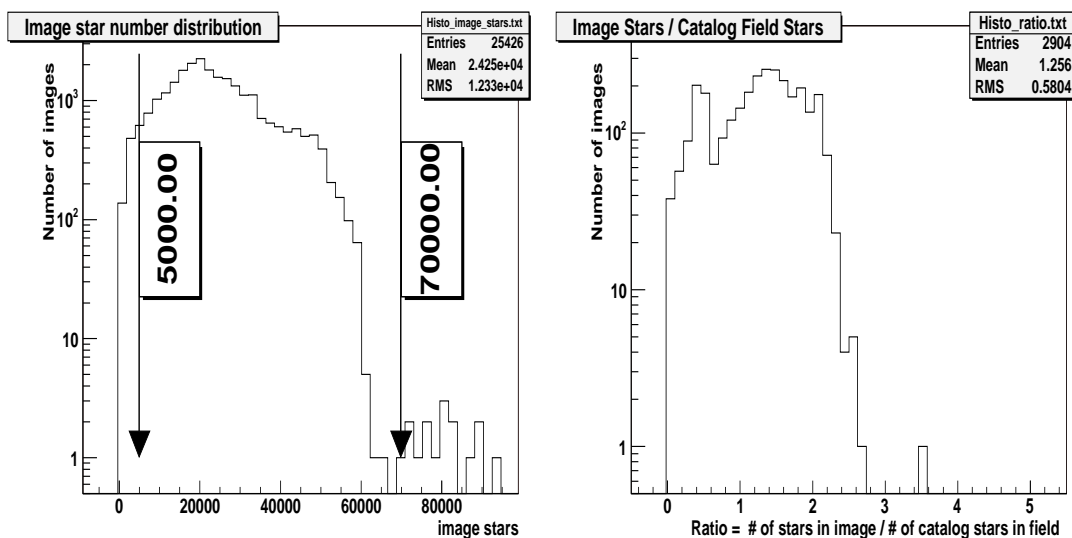 Image star number distribution
Histo_image_stars.txt
Entries 25426
Mean 2.425e+04
RMS 1.233e+04
Number of images
10³
10²
10
1
5000.00
70000.00
0 20000 40000 60000 80000
image stars
Image Stars / Catalog Field Stars
Histo_ratio.txt
Entries 2904
Mean 1.256
RMS 0.5804
Number of images
10²
10
1
0 1 2 3 4 5
Ratio = # of stars in image / # of catalog stars in field